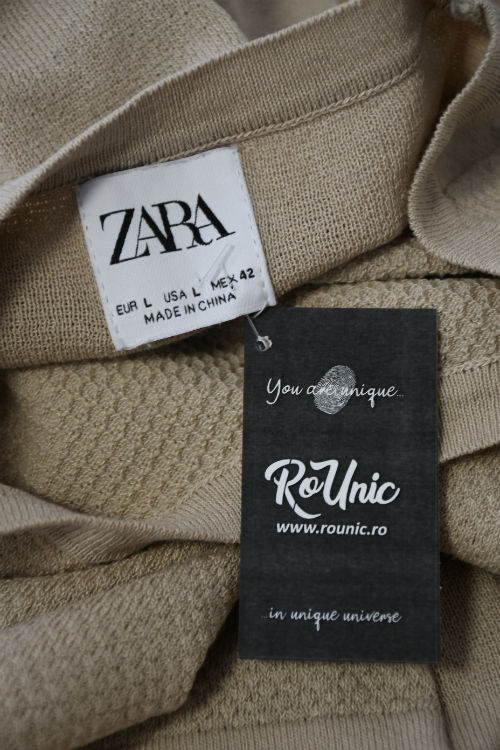 ZARA
EUR L USA L MEX 42
MADE IN CHINA
You are unique...
RoUnic
www.rounic.ro
...in unique universe